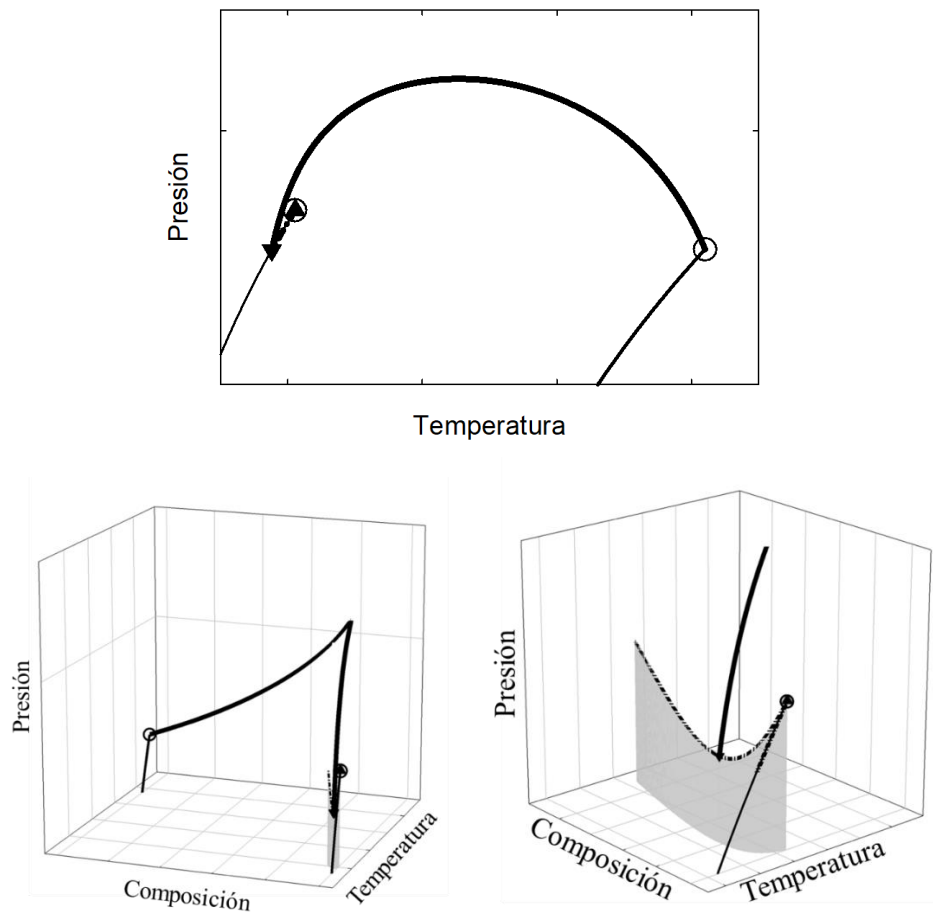 Presión
Temperatura
Presión
Composición
Temperatura
Presión
Composición
Temperatura